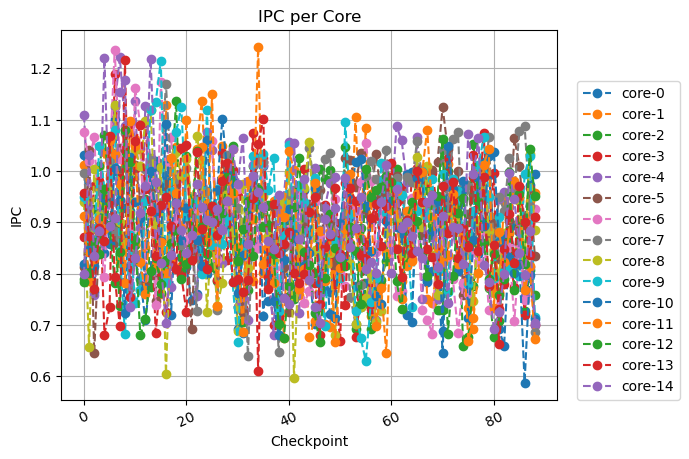 IPC per Core
IPC
1.2
1.1
1.0
0.9
0.8
0.7
0.6
0
20
40
60
80
Checkpoint
core-0
core-1
core-2
core-3
core-4
core-5
core-6
core-7
core-8
core-9
core-10
core-11
core-12
core-13
core-14